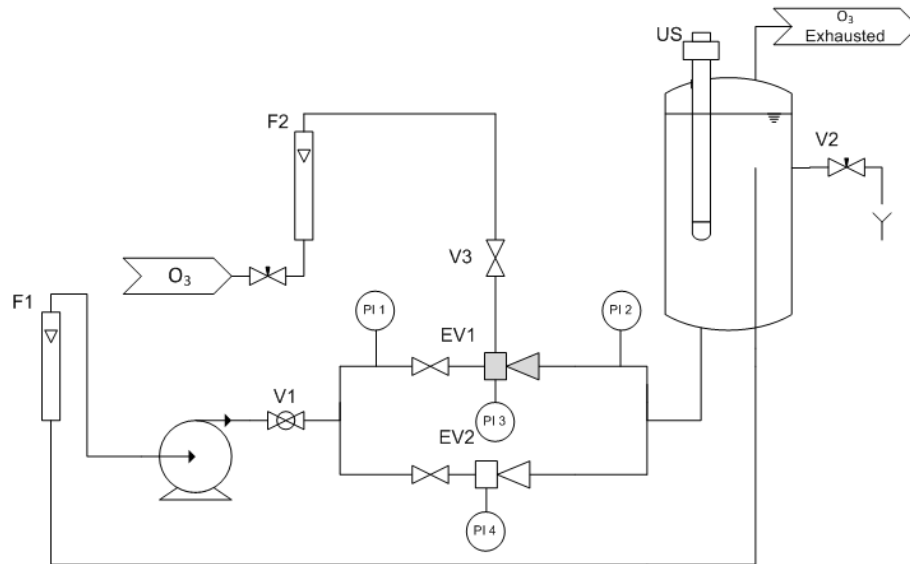 O₃
Exhausted
US
F2
V2
V3
O₃
F1
PI 1
EV1
PI 2
V1
PI 3
EV2
PI 4